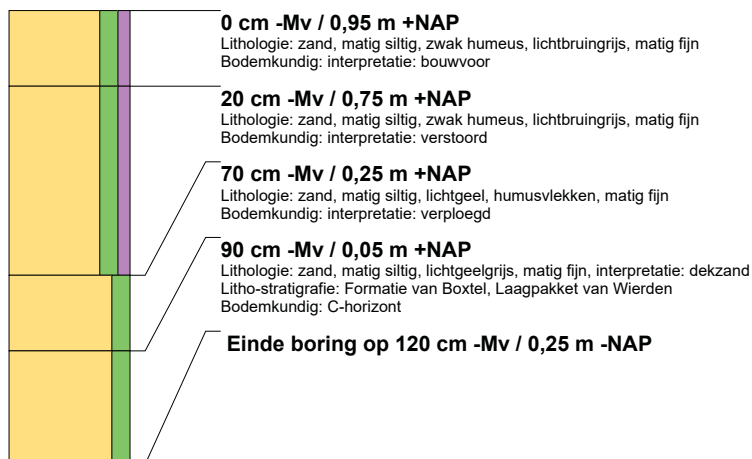 0 cm -Mv / 0,95 m +NAP
Lithologie: zand, matig siltig, zwak humeus, lichtbruingrijs, matig fijn
Bodemkundig: interpretatie: bouwvoor
20 cm -Mv / 0,75 m +NAP
Lithologie: zand, matig siltig, zwak humeus, lichtbruingrijs, matig fijn
Bodemkundig: interpretatie: verstoord
70 cm -Mv / 0,25 m +NAP
Lithologie: zand, matig siltig, lichtgeel, humusvlekken, matig fijn
Bodemkundig: interpretatie: verploegd
90 cm -Mv / 0,05 m +NAP
Lithologie: zand, matig siltig, lichtgeelgrijs, matig fijn, interpretatie: dekzand
Litho-stratigrafie: Formatie van Boxtel, Laagpakket van Wierden
Bodemkundig: C-horizont
Einde boring op 120 cm -Mv / 0,25 m -NAP